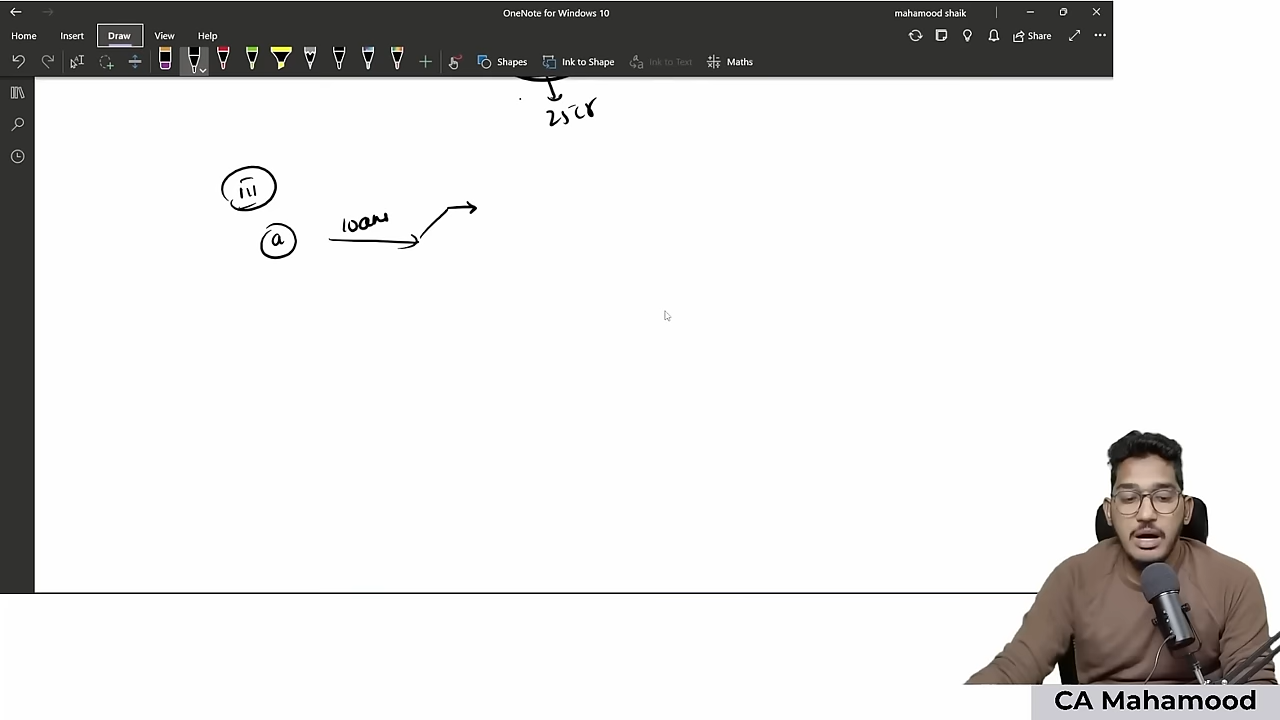 OneNote for Windows 10
mahamood shaik
Home Insert Draw View Help
Share
Shapes Ink to Shape Ink to Text Maths
25cr
iii
a
loans
CA Mahamood